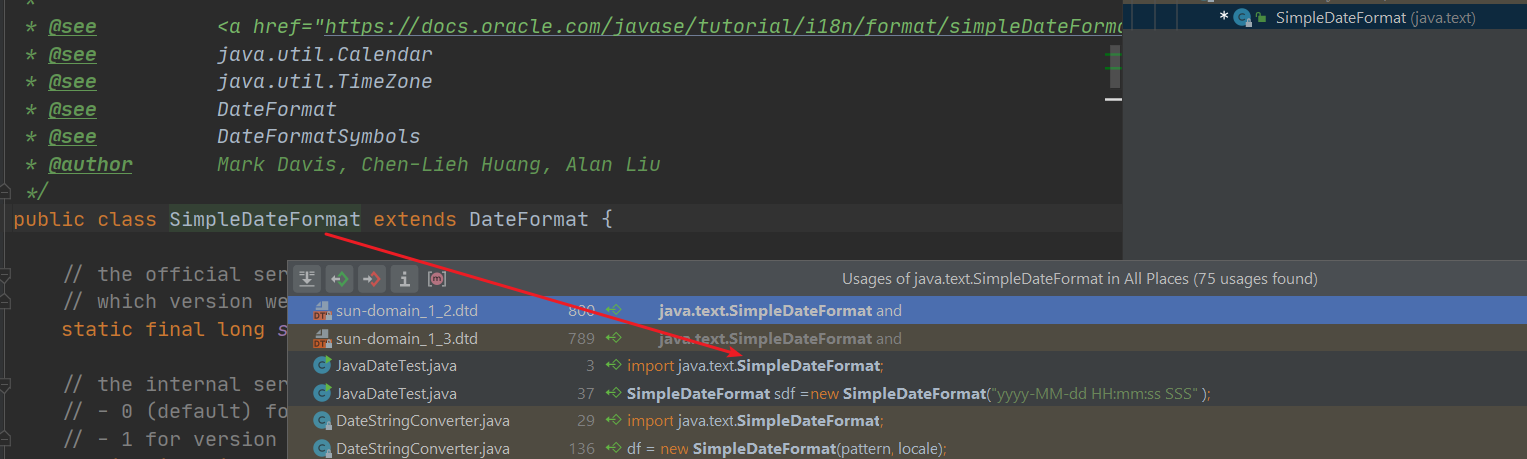 *
* @see <a href="https://docs.oracle.com/javase/tutorial/i18n/format/simpleDateForma
* @see java.util.Calendar
* @see java.util.TimeZone
* @see DateFormat
* @see DateFormatSymbols
* @author Mark Davis, Chen-Lieh Huang, Alan Liu
*/
public class SimpleDateFormat extends DateFormat {
// the official ser
// which version we
static final long s
// the internal ser
// - 0 (default) fo
// - 1 for version
* SimpleDateFormat (java.text)
Usages of java.text.SimpleDateFormat in All Places (75 usages found)
sun-domain_1_2.dtd 800 java.text.SimpleDateFormat and
sun-domain_1_3.dtd 789 java.text.SimpleDateFormat and
JavaDateTest.java 3 import java.text.SimpleDateFormat;
JavaDateTest.java 37 SimpleDateFormat sdf =new SimpleDateFormat("yyyy-MM-dd HH:mm:ss SSS" );
DateStringConverter.java 29 import java.text.SimpleDateFormat;
DateStringConverter.java 136 df = new SimpleDateFormat(pattern, locale);